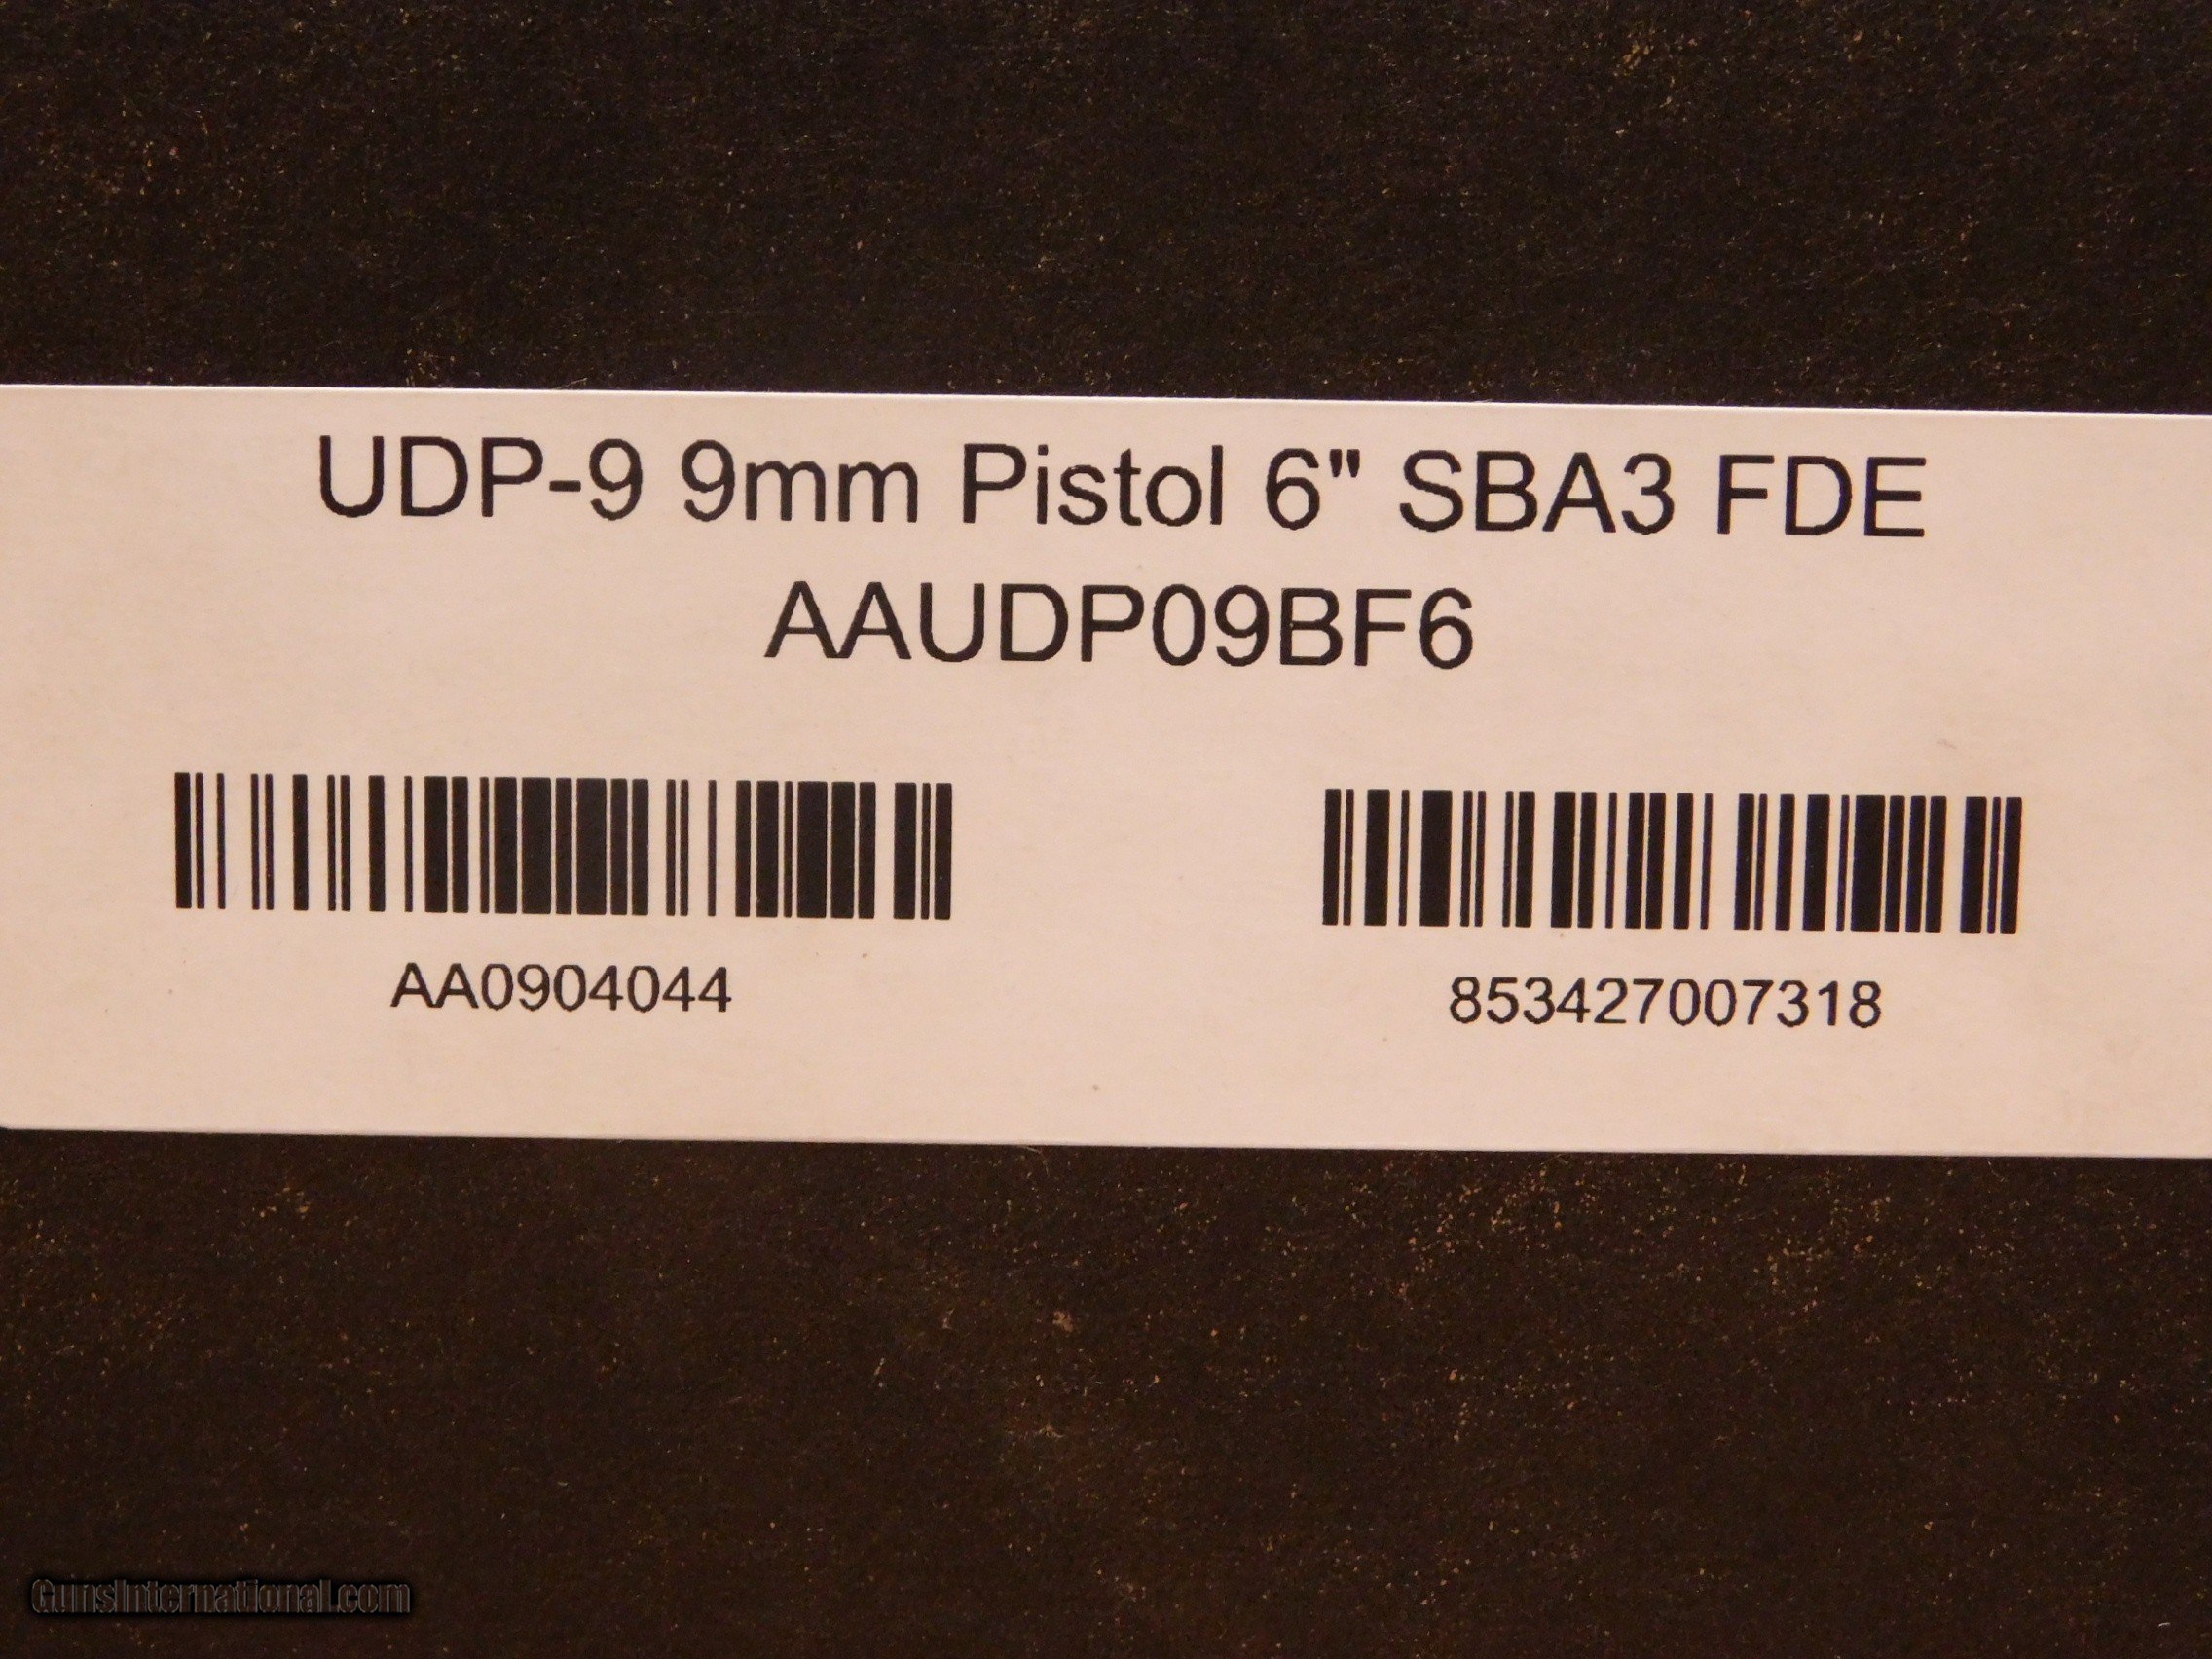 UDP-9 9mm Pistol 6" SBA3 FDE
AAUDP09BF6
AA0904044
853427007318
GunsInternational.com